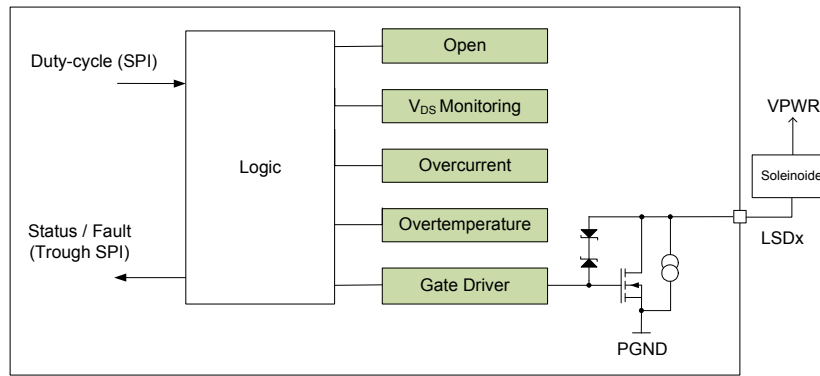 Open
Duty-cycle (SPI)
VDS Monitoring
VPWR
Logic
Overcurrent
Soleinoide
Status / Fault
(Trough SPI)
Overtemperature
LSDx
Gate Driver
PGND